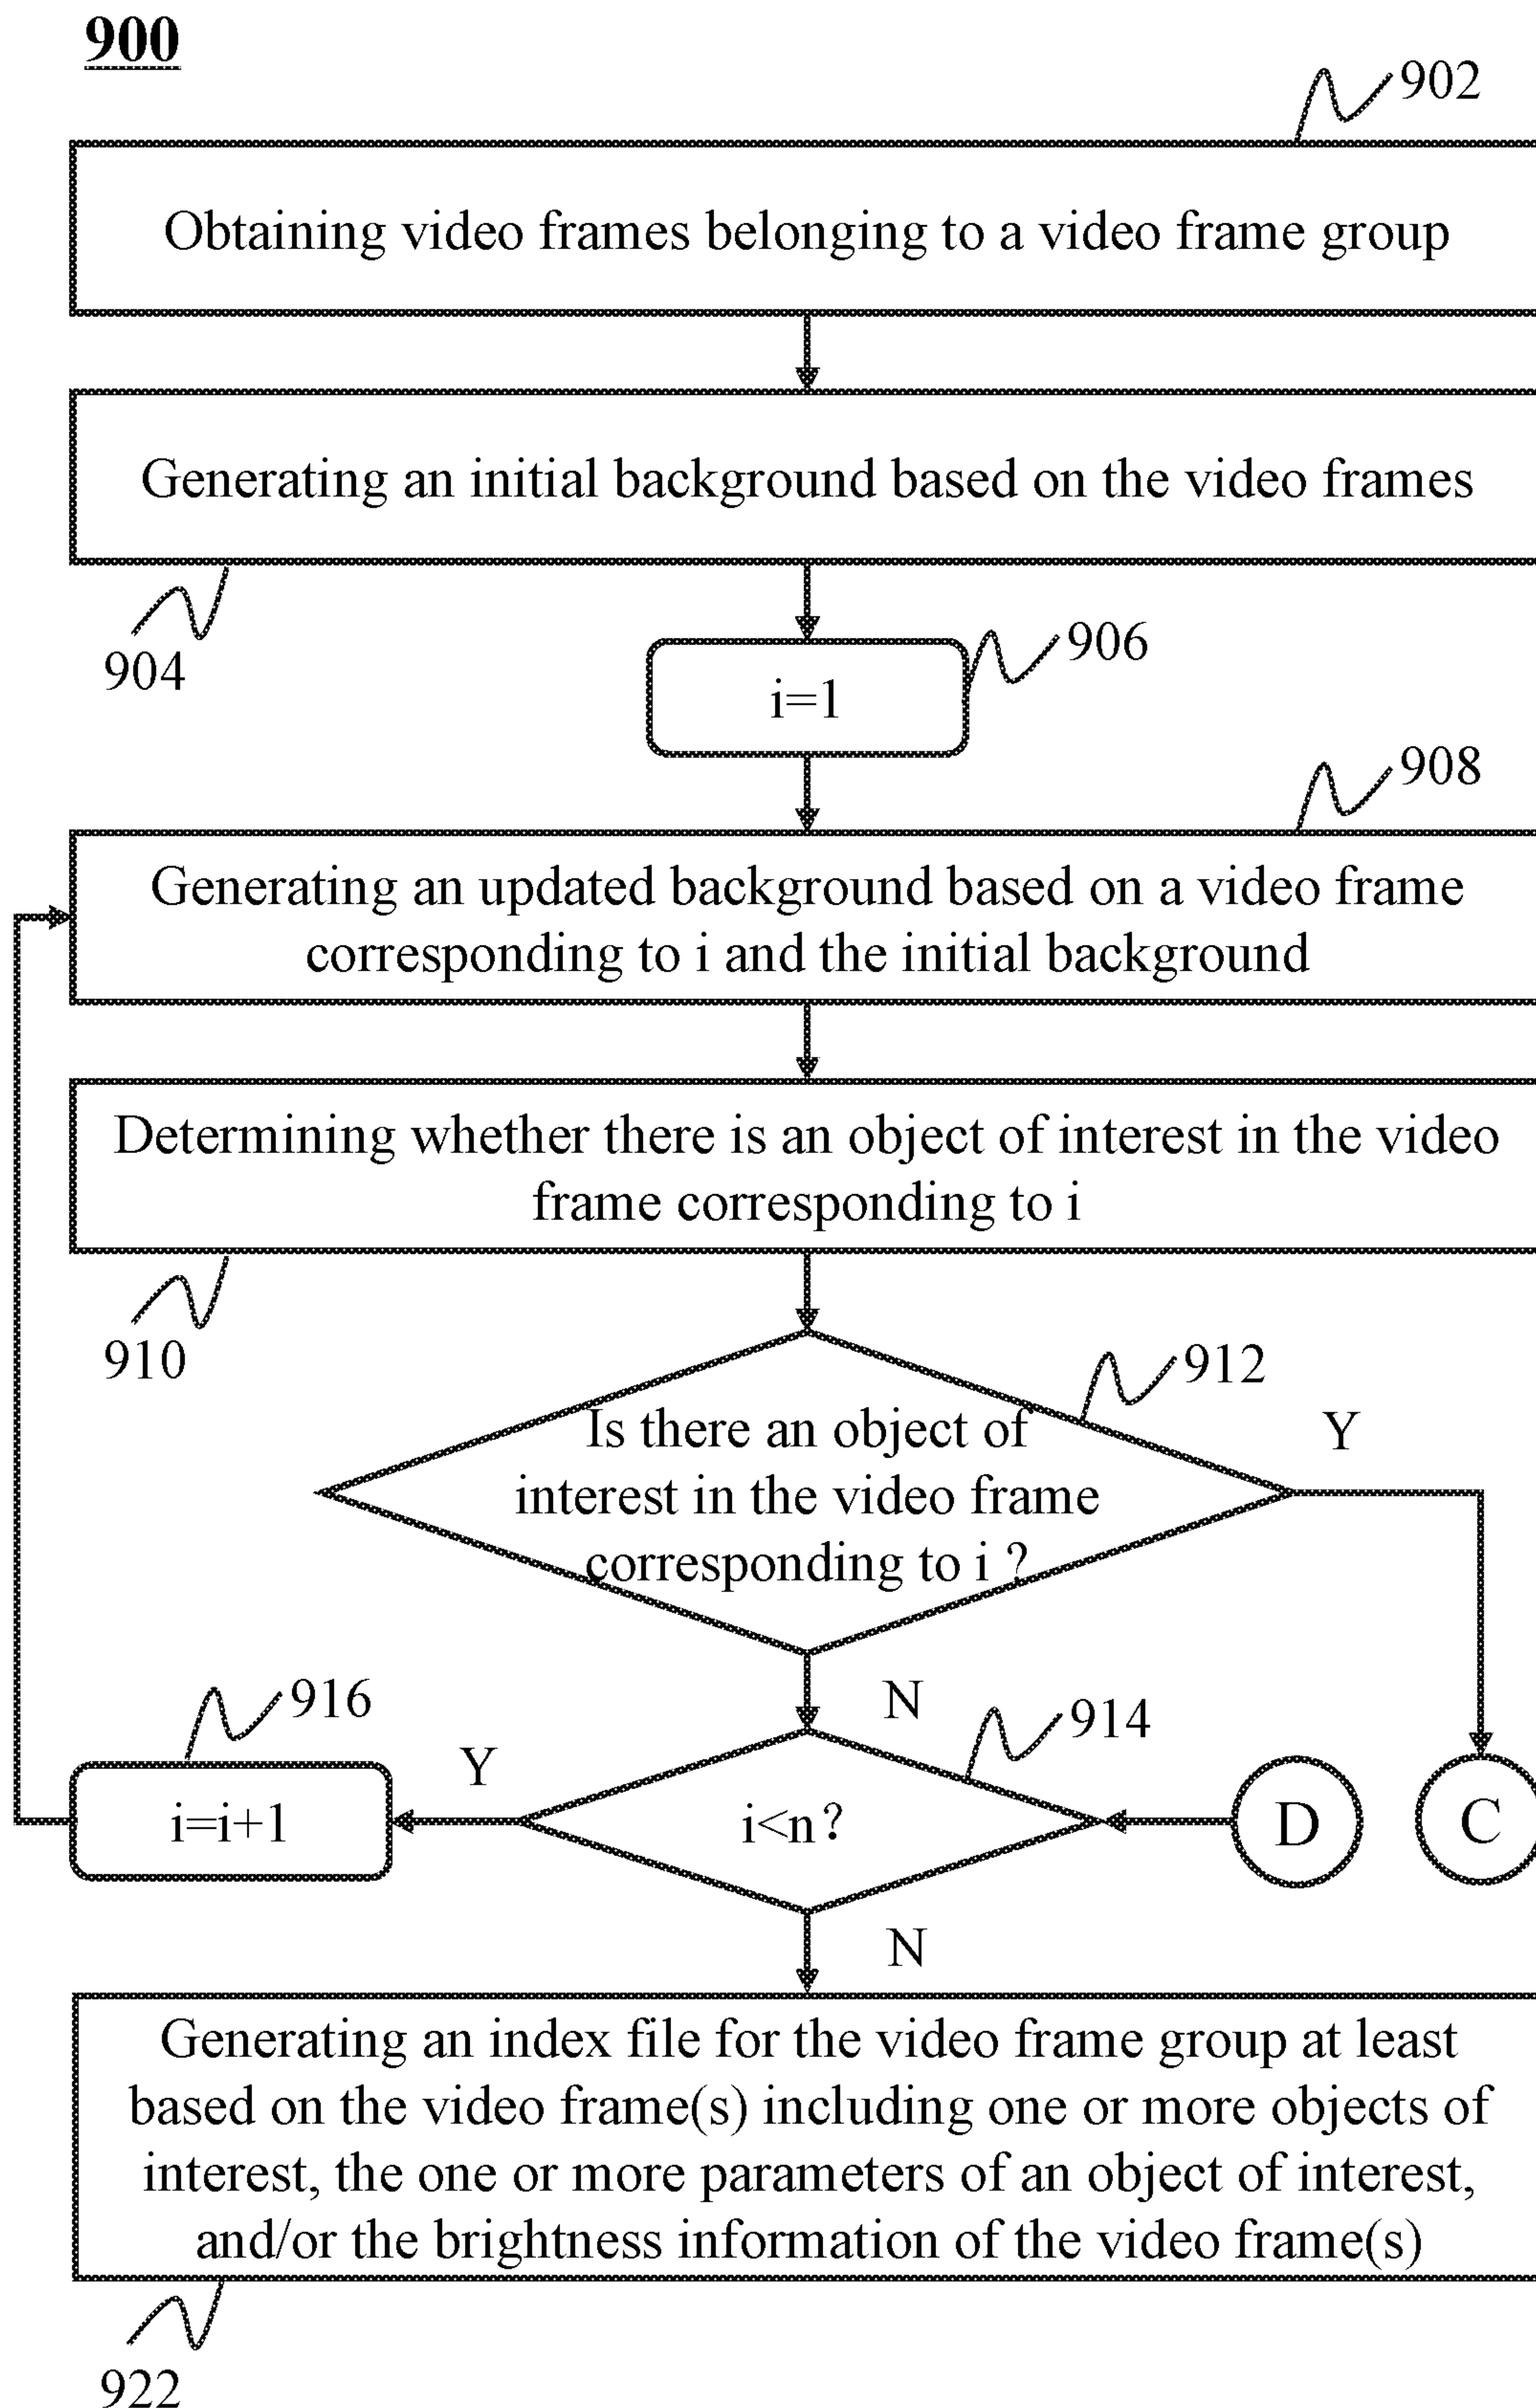 900
902
Obtaining video frames belonging to a video frame group
Generating an initial background based on the video frames
904
906
i=1
908
Generating an updated background based on a video frame
corresponding to i and the initial background
Determining whether there is an object of interest in the video
frame corresponding to i
910
912
Is there an object of
interest in the video frame
corresponding to i ?
Y
N
914
916
Y
i=i+1
i<n?
D
C
N
Generating an index file for the video frame group at least
based on the video frame(s) including one or more objects of
interest, the one or more parameters of an object of interest,
and/or the brightness information of the video frame(s)
922